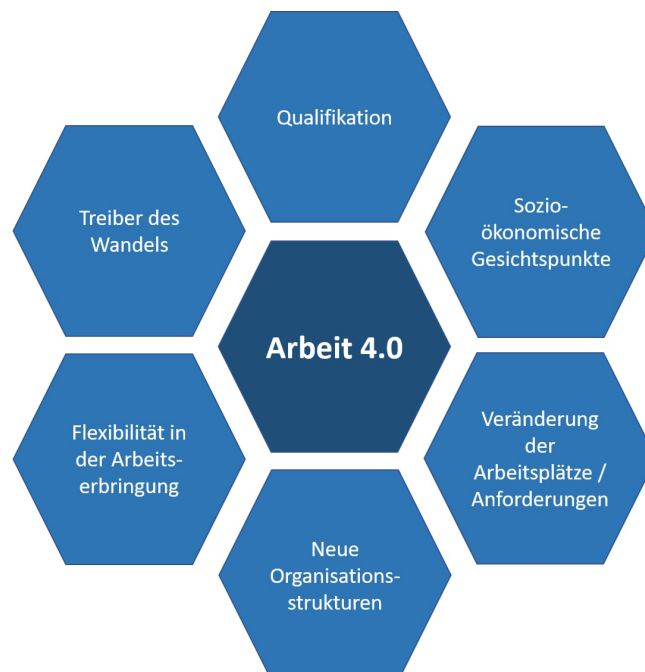 Qualifikation
Treiber des
Wandels
Sozio-
ökonomische
Gesichtspunkte
Arbeit 4.0
Flexibilität in
der Arbeits-
erbringung
Veränderung
der
Arbeitsplätze /
Anforderungen
Neue
Organisations-
strukturen